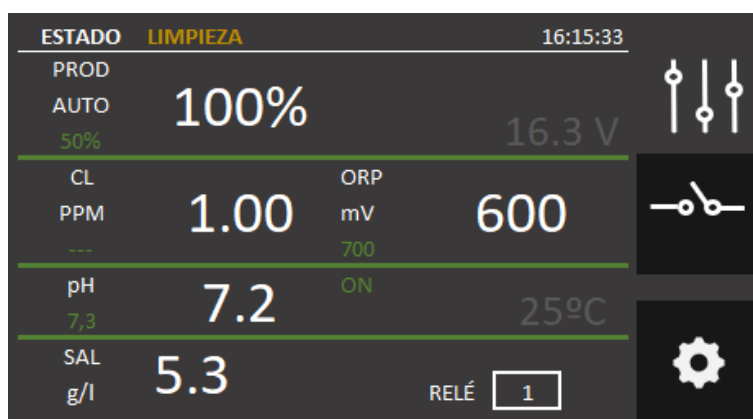 ESTADO LIMPIEZA 16:15:33
PROD
AUTO 100%
50% 16.3 V
CL ORP
PPM 1.00 mV 600
--- 700
pH 7.2 ON
7,3 25ºC
SAL 5.3
g/l RELÉ 1